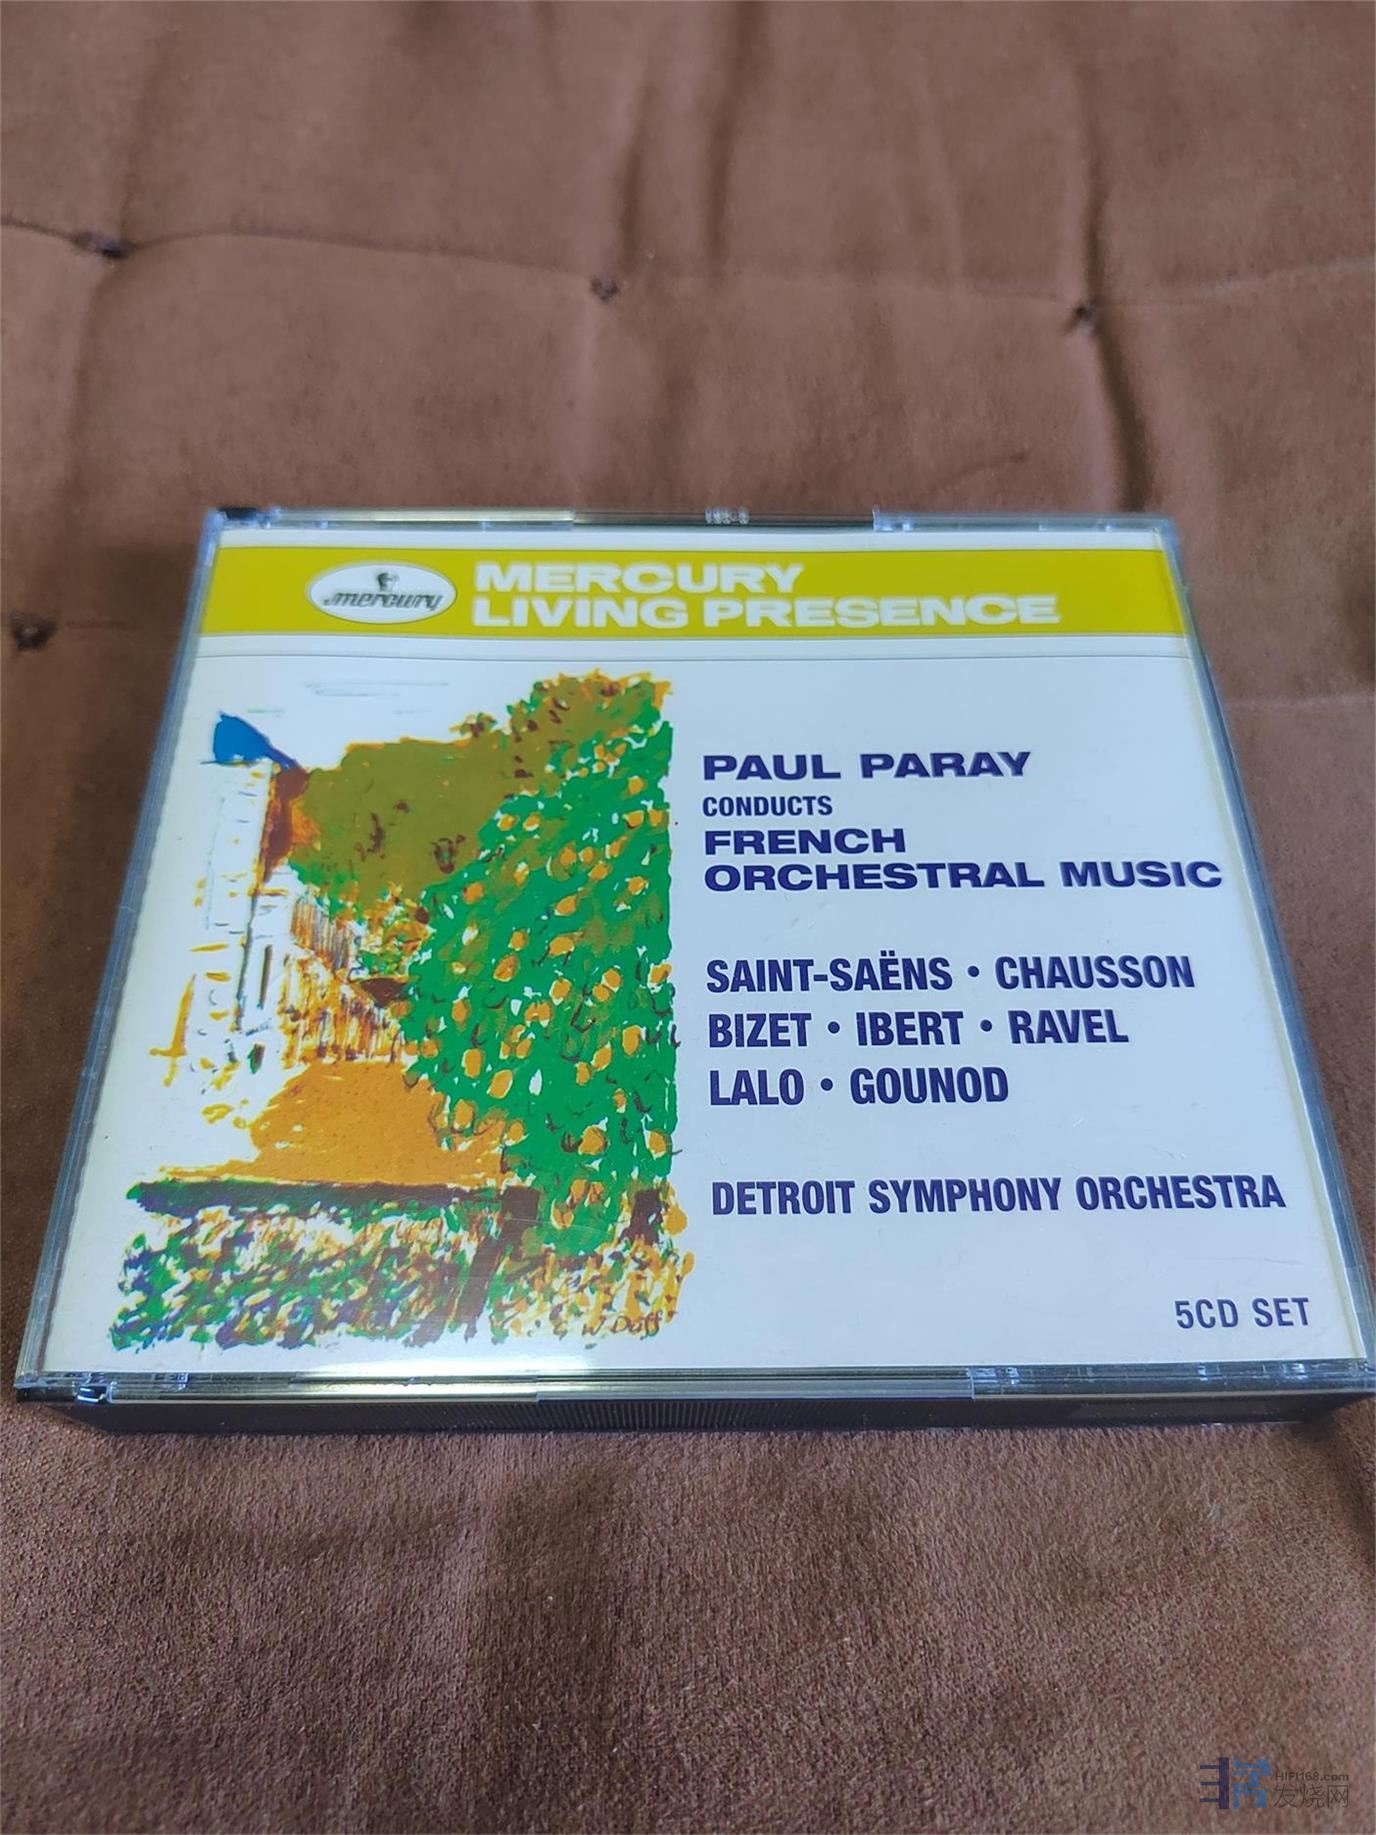 mercury
MERCURY
LIVING PRESENCE
PAUL PARAY
CONDUCTS
FRENCH
ORCHESTRAL MUSIC
SAINT-SAËNS • CHAUSSON
BIZET • IBERT • RAVEL
LALO • GOUNOD
DETROIT SYMPHONY ORCHESTRA
5CD SET
G W Duff
HIFI168.com
发烧网